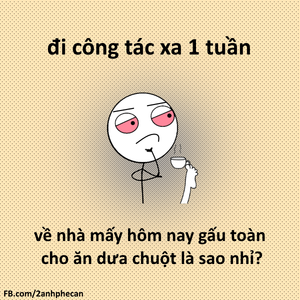 đi công tác xa 1 tuần
về nhà mấy hôm nay gấu toàn
cho ăn dưa chuột là sao nhỉ?
FB.com/2anhphecan